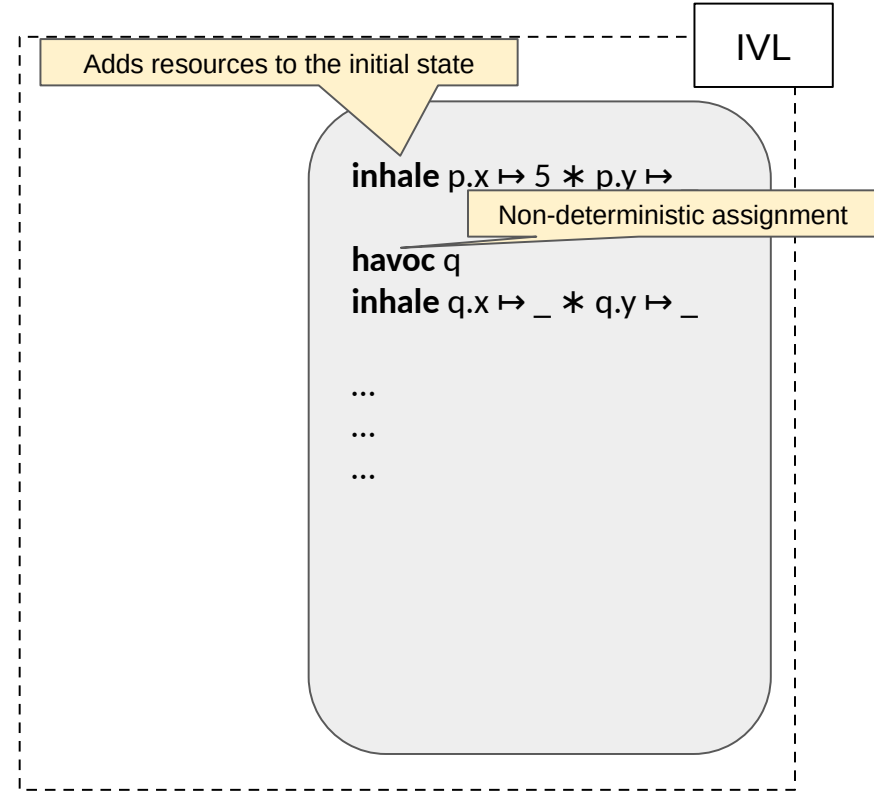 IVL
Adds resources to the initial state
inhale p.x ↦ 5 ∗ p.y ↦
Non-deterministic assignment
havoc q
inhale q.x ↦ _ ∗ q.y ↦ _
...
...
...